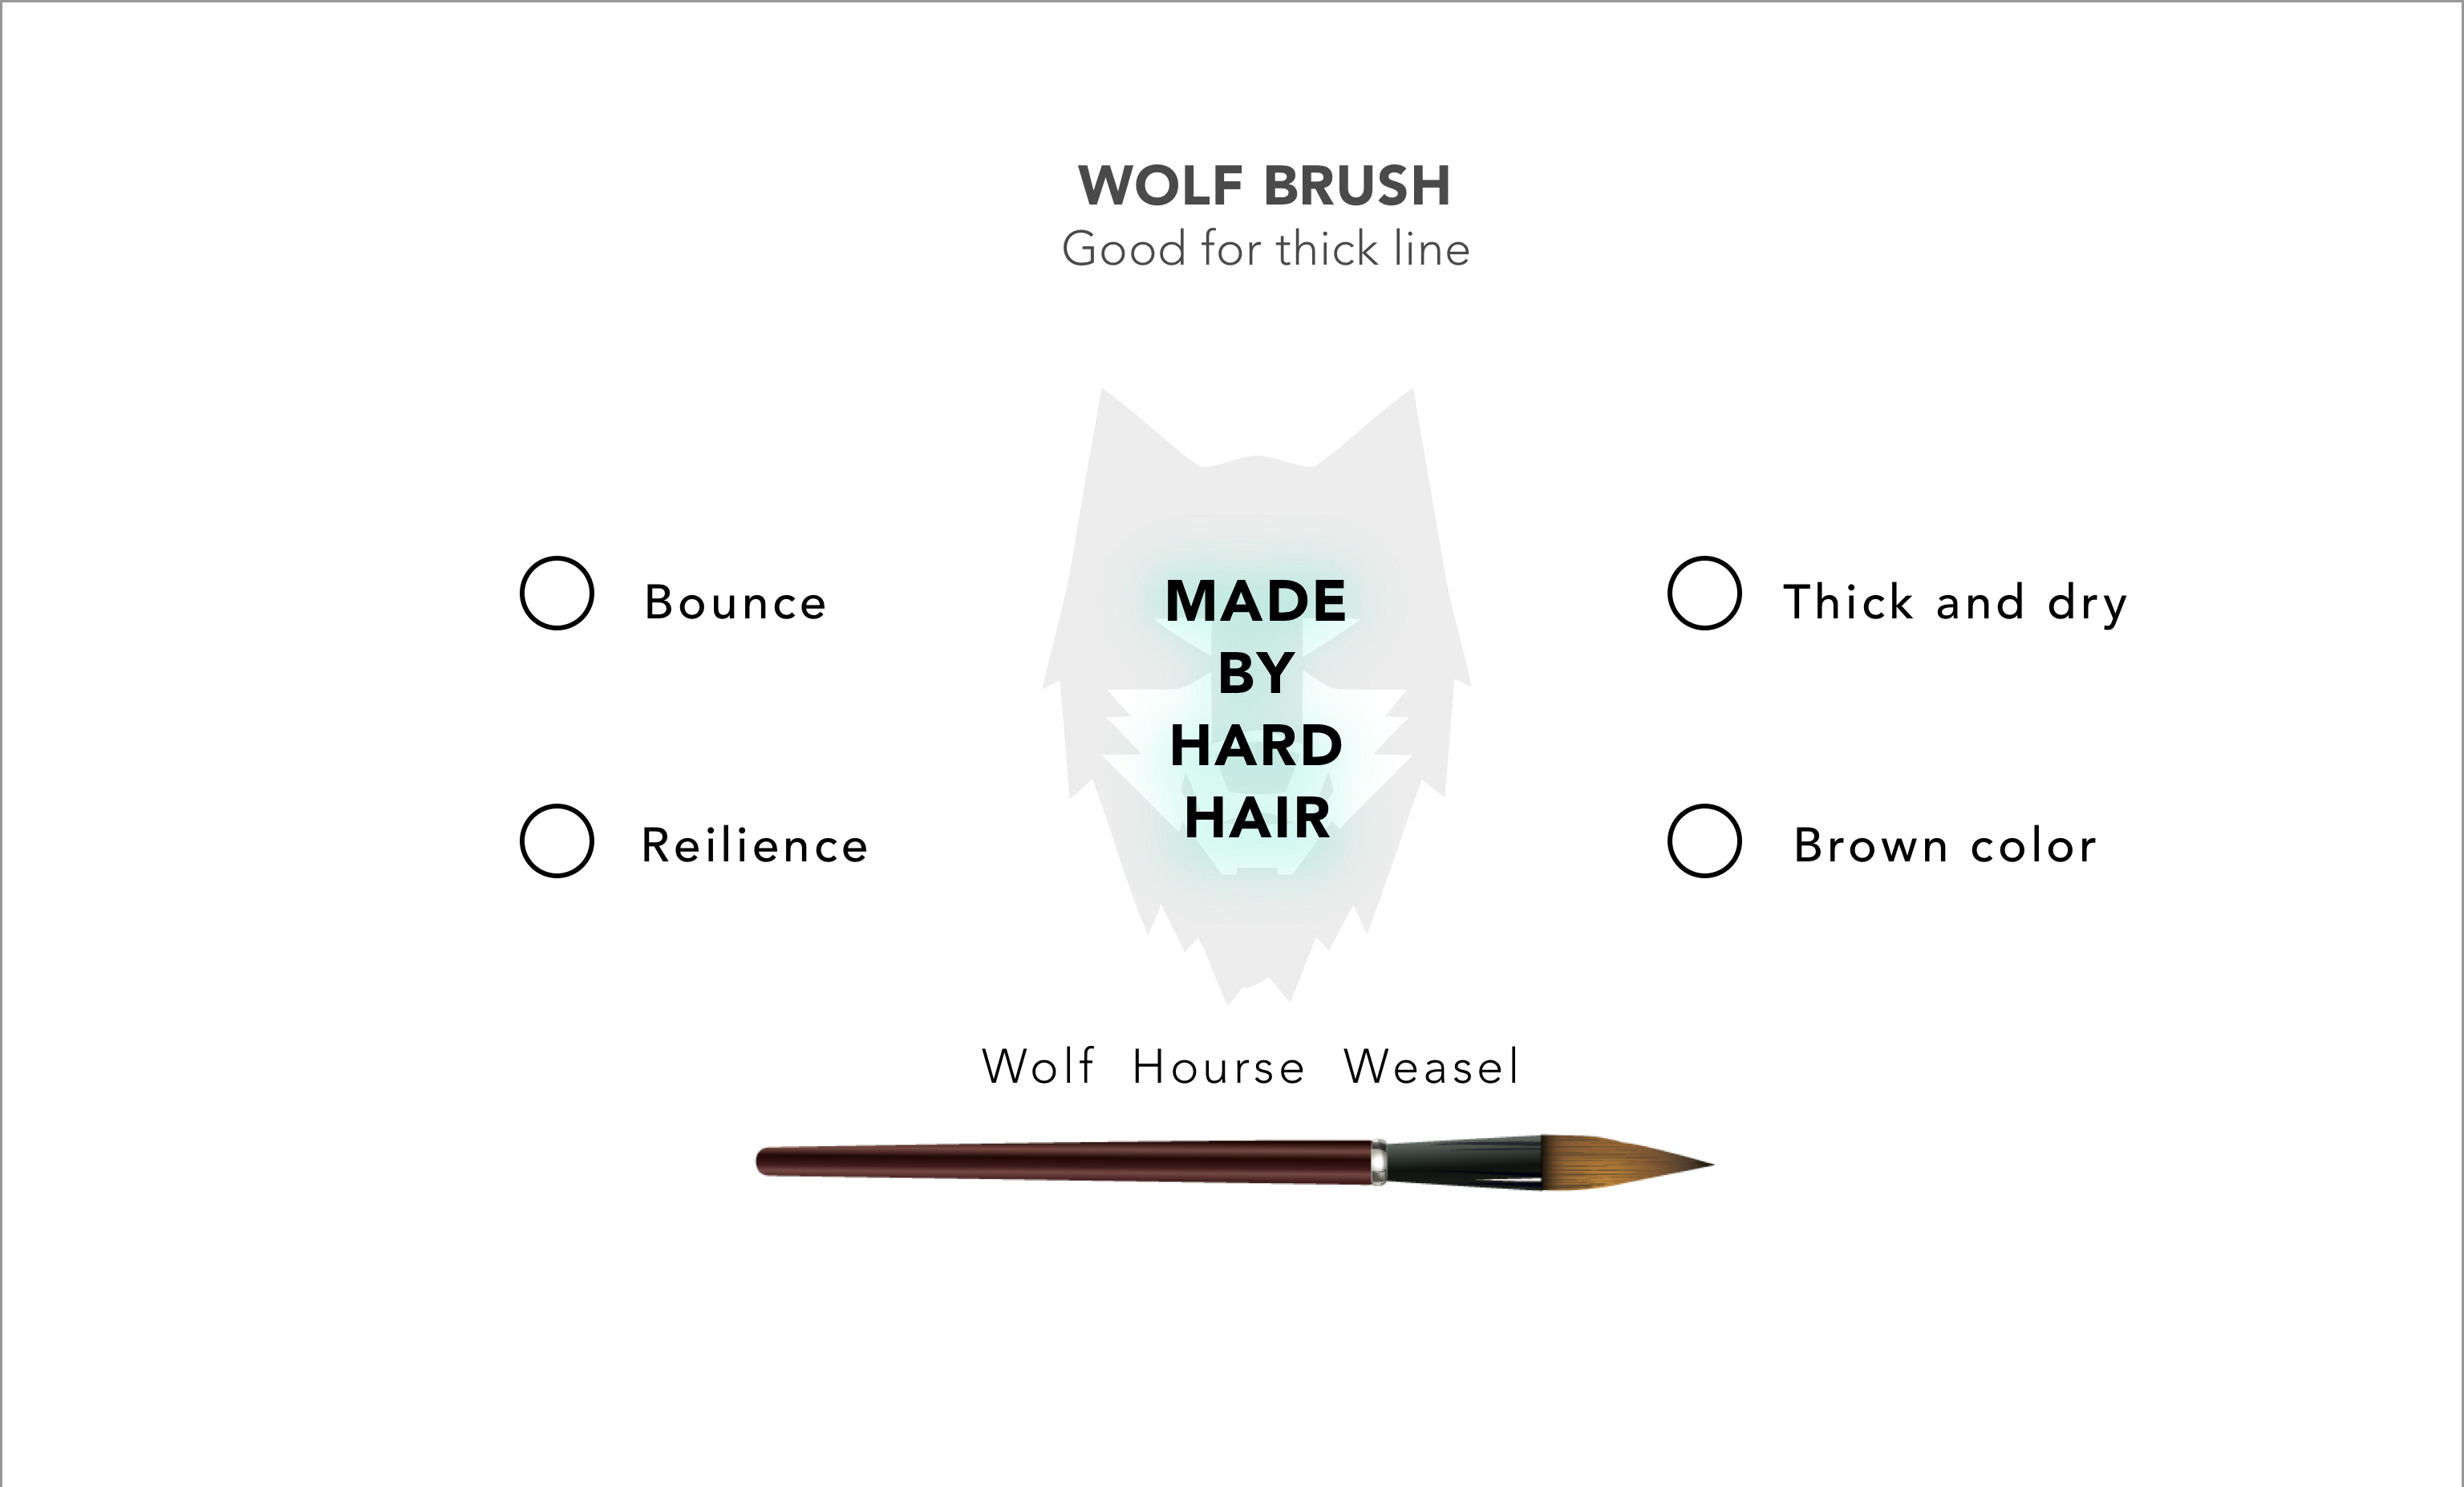 WOLF BRUSH
Good for thick line
MADE
BY
HARD
HAIR
Bounce
Thick and dry
Reilience
Brown color
Wolf Hourse Weasel